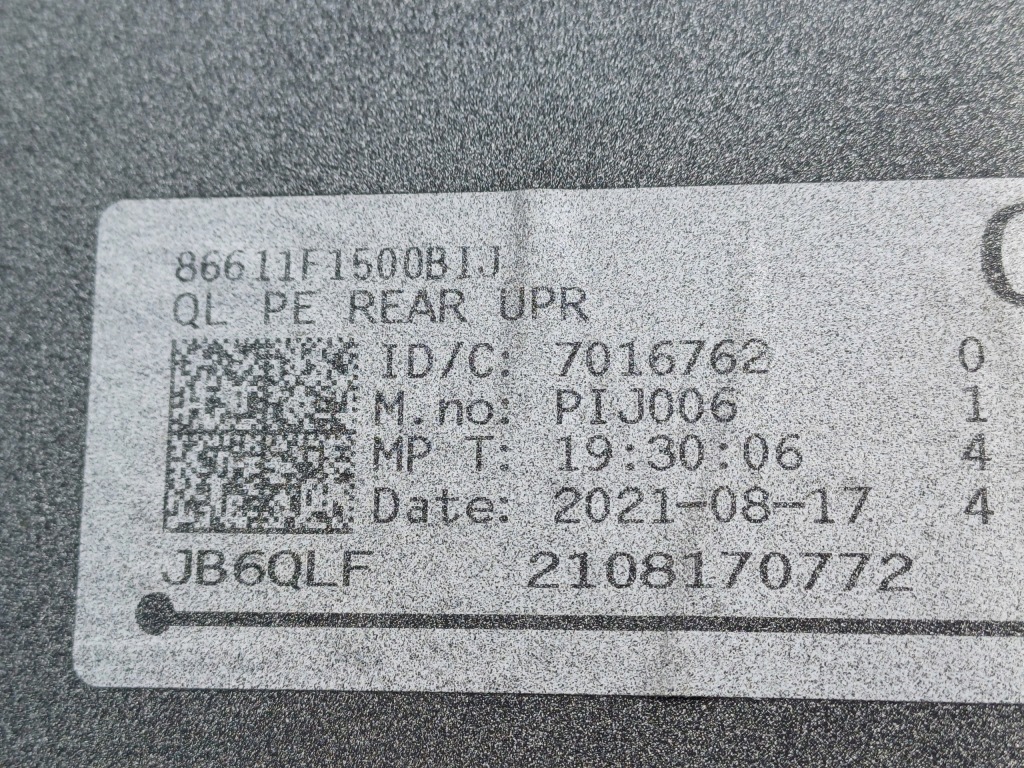 86611F1500BIJ
QL PE REAR UPR
ID/C: 7016762 0
M.no: PIJ006 1
MP T: 19:30:06 4
Date: 2021-08-17 4
JB6QLF 2108170772